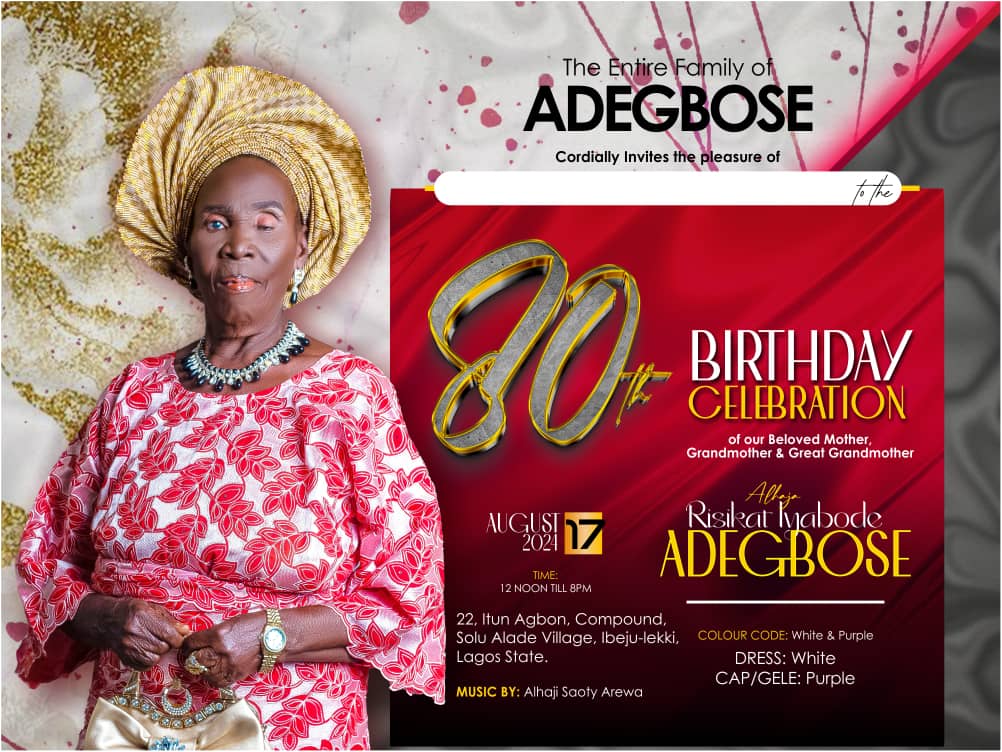 The Entire Family of
ADEGBOSE
Cordially Invites the pleasure of
to the
80th
BIRTHDAY
CELEBRATION
of our Beloved Mother,
Grandmother & Great Grandmother
Alhaja
Risikat Iyabode
ADEGBOSE
AUGUST 17
2024
TIME:
12 NOON TILL 8PM
22, Itun Agbon, Compound,
Solu Alade Village, Ibeju-lekki,
Lagos State.
MUSIC BY: Alhaji Saoty Arewa
COLOUR CODE: White & Purple
DRESS: White
CAP/GELE: Purple